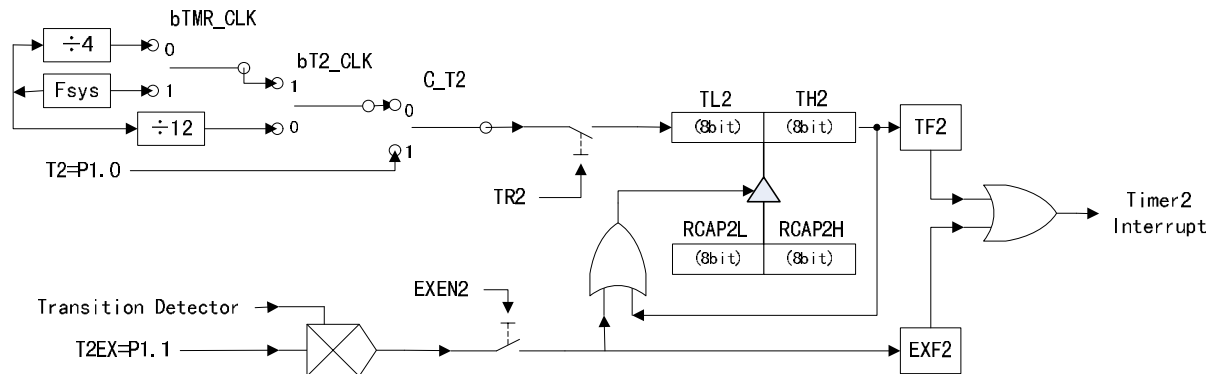 bTMR_CLK
÷4
0
bT2_CLK
C_T2
Fsys
1
1
0
TL2
TH2
(8bit)
(8bit)
TF2
÷12
0
1
T2=P1.0
TR2
Timer2
Interrupt
RCAP2L
RCAP2H
(8bit)
(8bit)
EXEN2
Transition Detector
T2EX=P1.1
EXF2